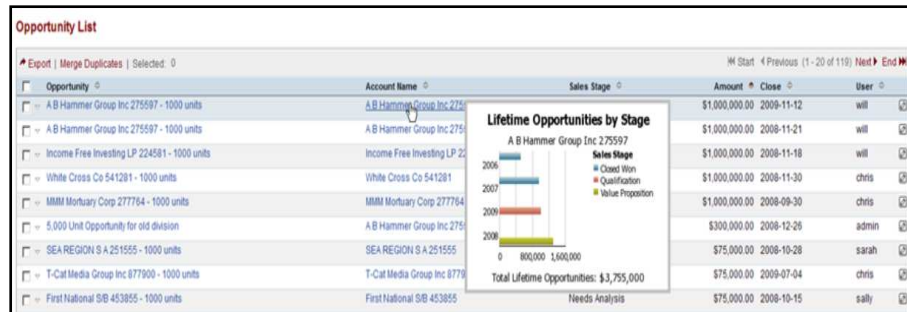 Opportunity List
Export | Merge Duplicates | Selected: 0 Start Previous (1 - 20 of 119) Next End
Opportunity Account Name Sales Stage Amount Close User
A B Hammer Group Inc 275597 - 1000 units A B Hammer Group Inc 275 $1,000,000.00 2009-11-12 will
A B Hammer Group Inc 275597 - 1000 units A B Hammer Group Inc 275 $1,000,000.00 2008-11-21 will
Income Free Investing LP 224581 - 1000 units Income Free Investing LP 22 $1,000,000.00 2008-11-18 will
White Cross Co 541281 - 1000 units White Cross Co 541281 $1,000,000.00 2008-11-30 chris
MMM Mortuary Corp 277764 - 1000 units MMM Mortuary Corp 277764 $1,000,000.00 2008-09-30 chris
5,000 Unit Opportunity for old division A B Hammer Group Inc 275 $300,000.00 2008-12-26 admin
SEA REGION S A 251555 - 1000 units SEA REGION S A 251555 $75,000.00 2008-10-28 sarah
T-Cat Media Group Inc 877900 - 1000 units T-Cat Media Group Inc 8779 $75,000.00 2009-07-04 chris
First National S/B 453855 - 1000 units First National S/B 453855 Needs Analysis $75,000.00 2008-10-15 sally
Lifetime Opportunities by Stage
A B Hammer Group Inc 275597
Sales Stage
Closed Won
Qualification
Value Proposition
2006
2007
2009
2008
0 800,000 1,600,000
Total Lifetime Opportunities: $3,755,000